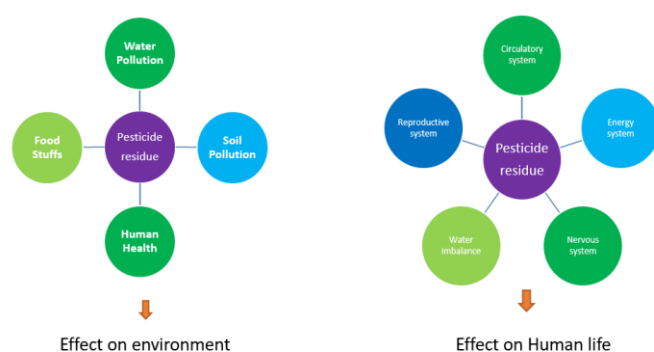 Water
Pollution
Food
Stuffs
Pesticide
residue
Soil
Pollution
Human
Health
Effect on environment
Circulatory
system
Reproductive
system
Energy
system
Pesticide
residue
Water
imbalance
Nervous
system
Effect on Human life